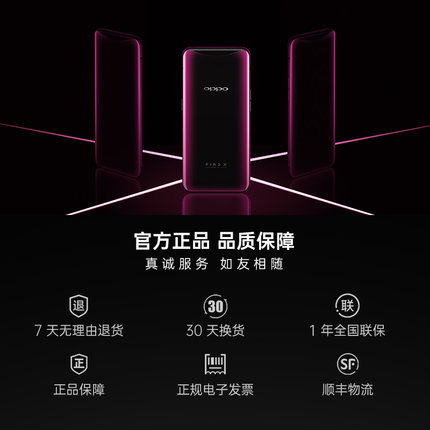 oppo
FIND X
官方正品 品质保障
真诚服务 如友相随
退
30
联
7天无理由退货
30天换货
1年全国联保
正
SF
正品保障
正规电子发票
顺丰物流